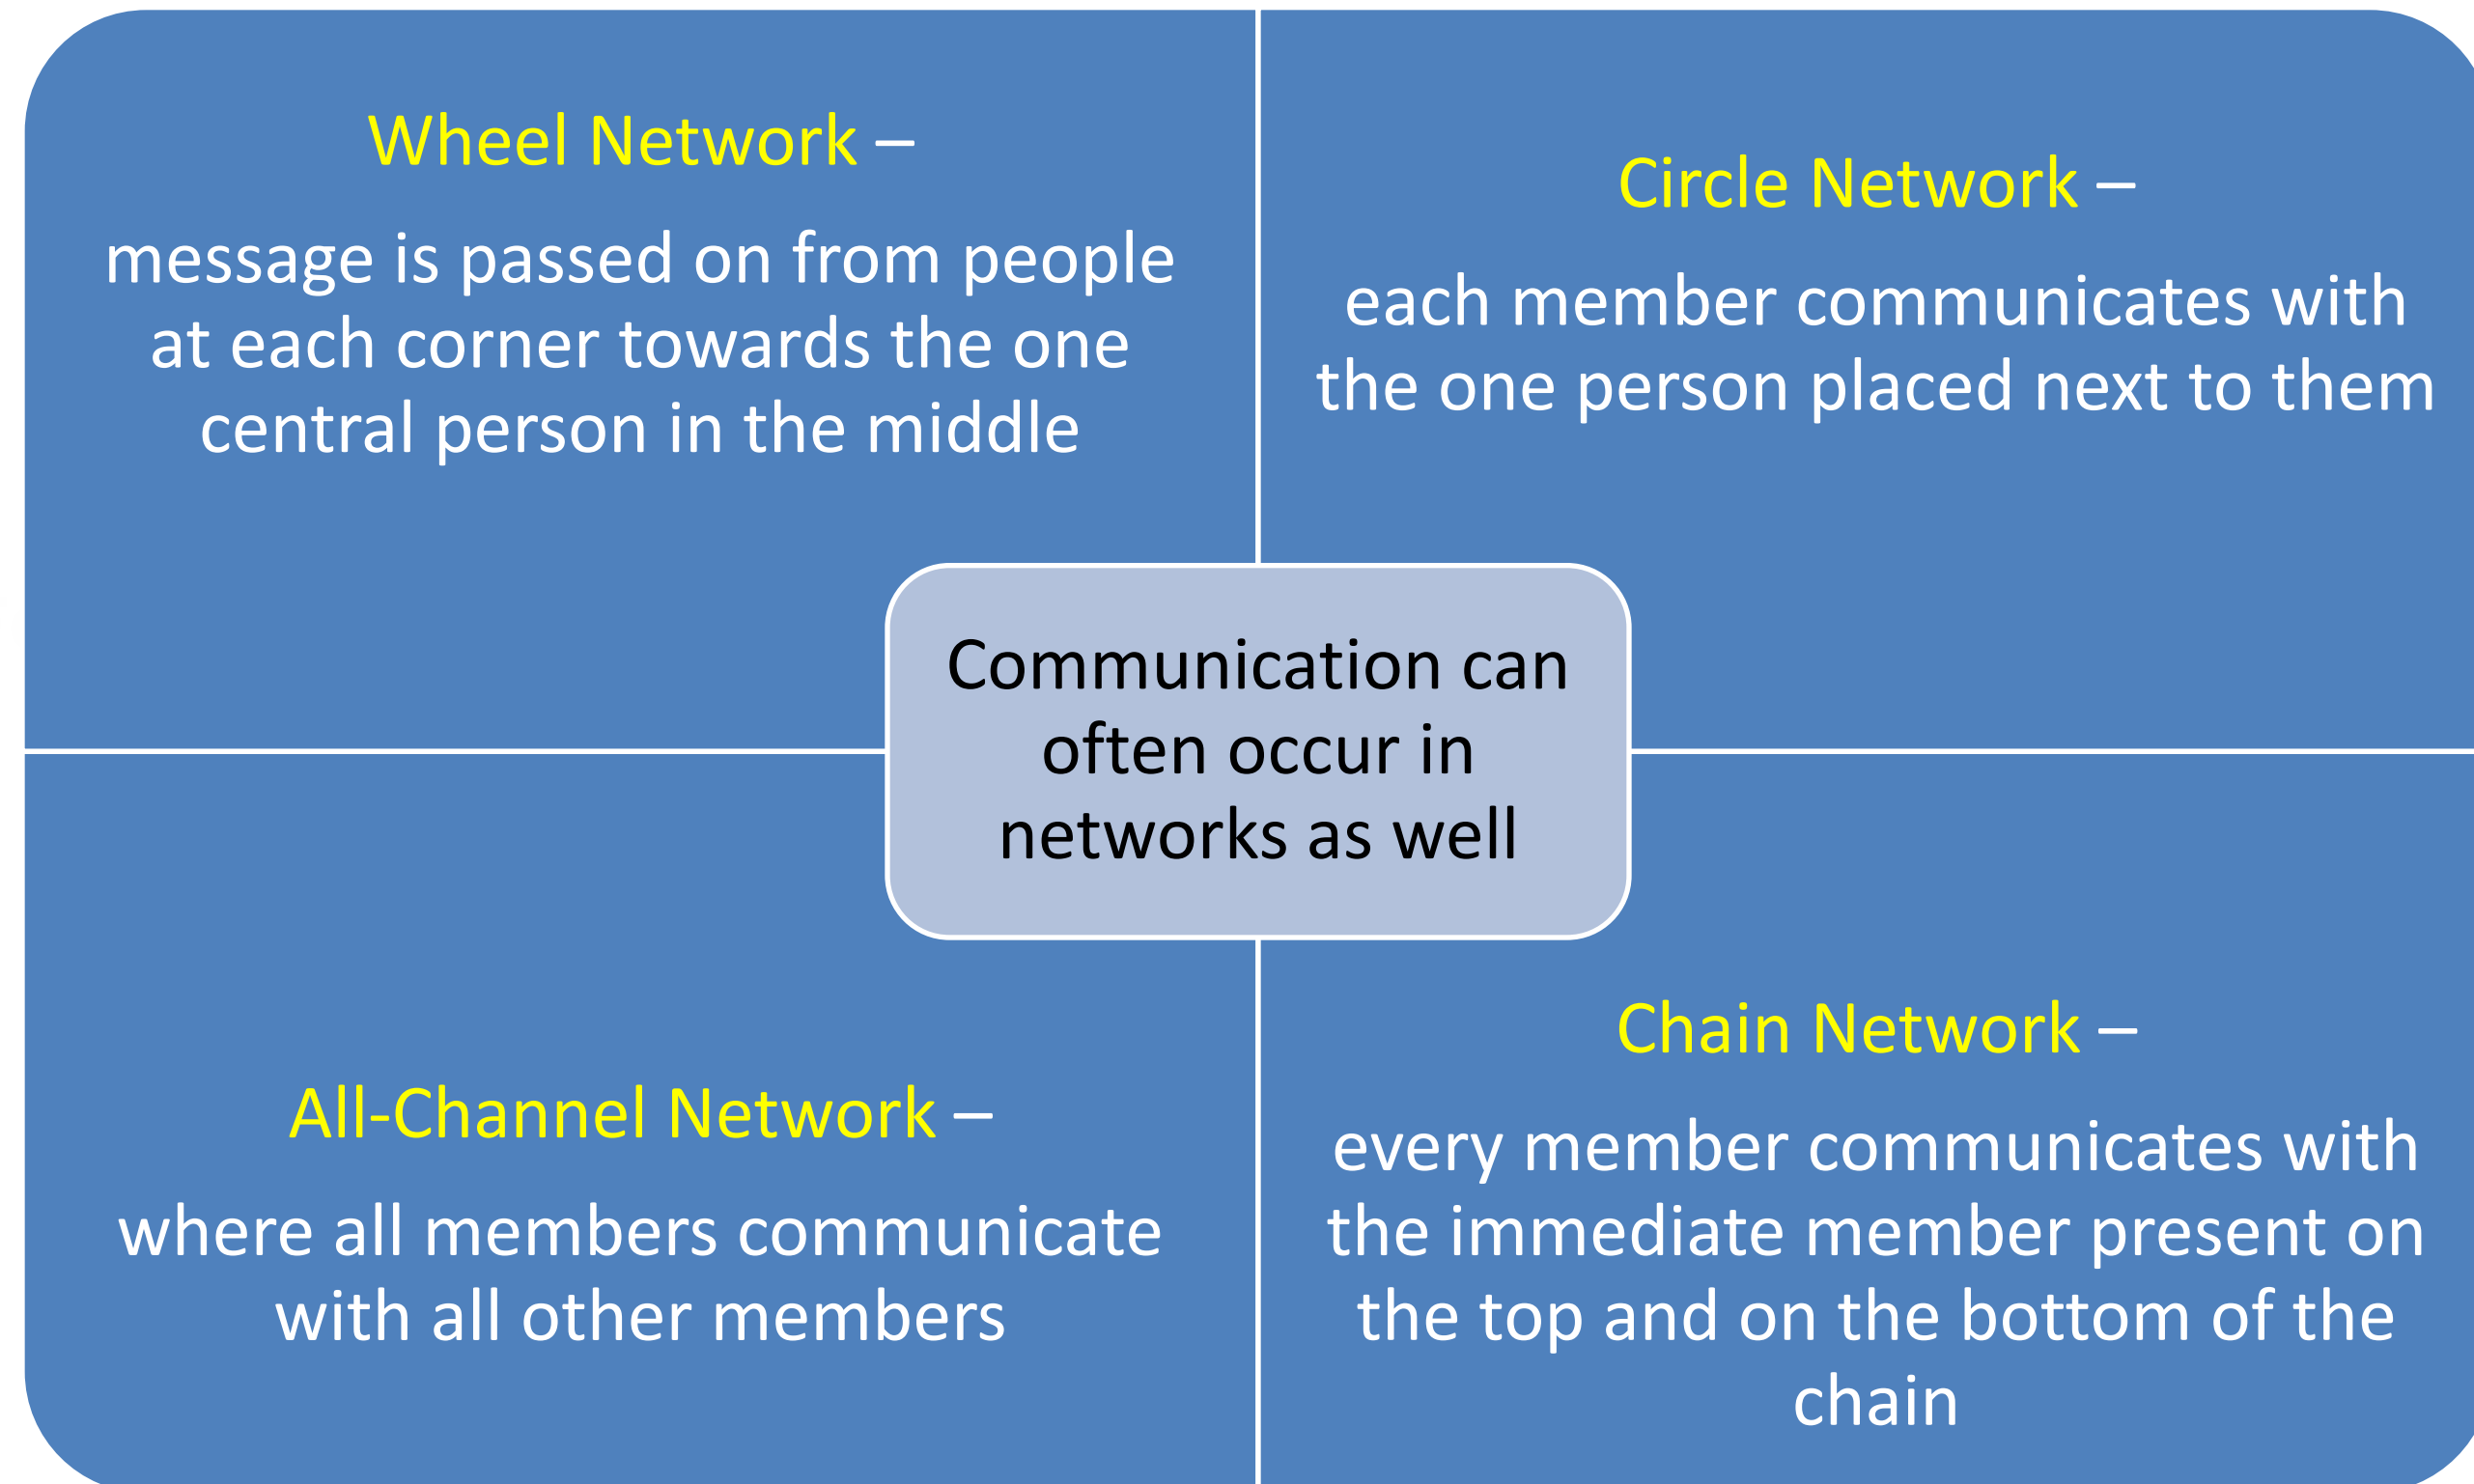 Wheel Network –
message is passed on from people
at each corner towards the one
central person in the middle
Circle Network –
each member communicates with
the one person placed next to them
Communication can
often occur in
networks as well
All-Channel Network –
where all members communicate
with all other members
Chain Network –
every member communicates with
the immediate member present on
the top and on the bottom of the
chain